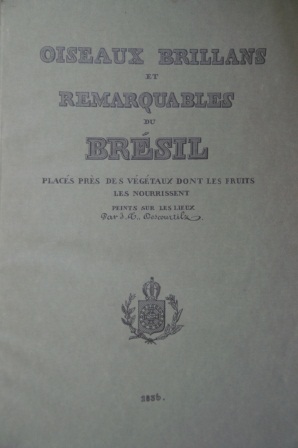 OISEAUX BRILLANS
ET
REMARQUABLES
DU
BRÉSIL
PLACÉS PRÈS DES VÉGÉTAUX DONT LES FRUITS
LES NOURRISSENT
PEINTS SUR LES LIEUX
Par